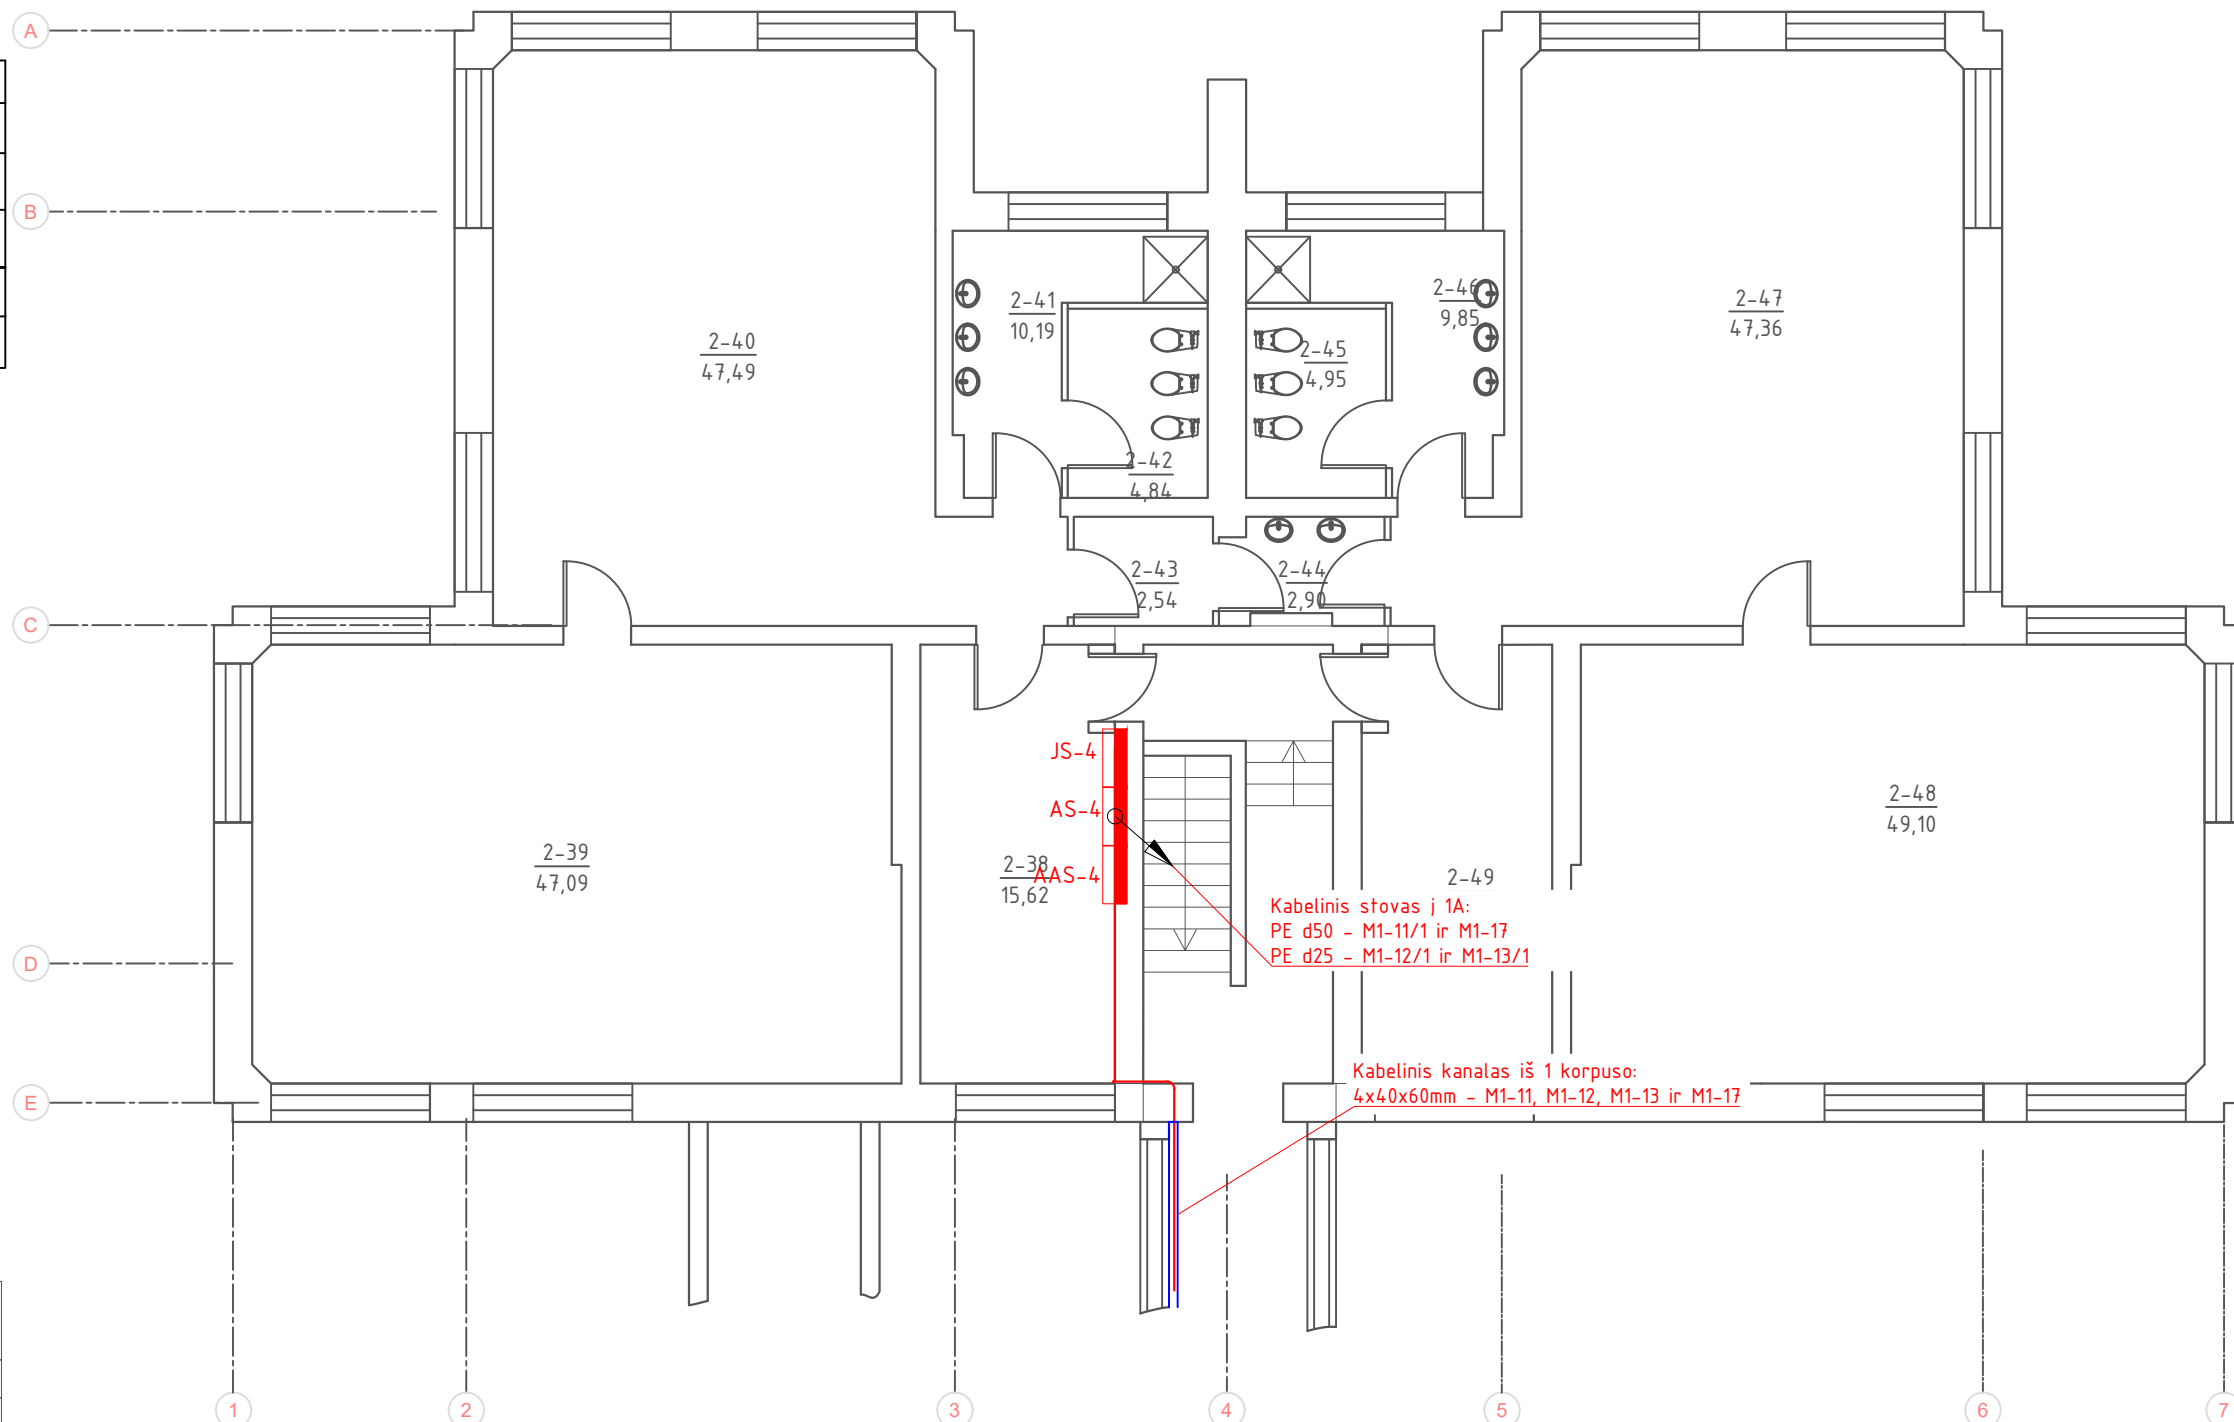 A
B
2-41
10,19
2-46
9,85
2-47
47,36
2-40
47,49
2-45
4,95
2-42
4,84
2-43
2,54
2-44
2,90
C
JS-4
AS-4
AAS-4
2-48
49,10
2-39
47,09
2-38
15,62
2-49
Kabelinis stovas į 1A:
PE d50 - M1-11/1 ir M1-17
PE d25 - M1-12/1 ir M1-13/1
D
Kabelinis kanalas iš 1 korpuso:
4x40x60mm - M1-11, M1-12, M1-13 ir M1-17
E
1
2
3
4
5
6
7